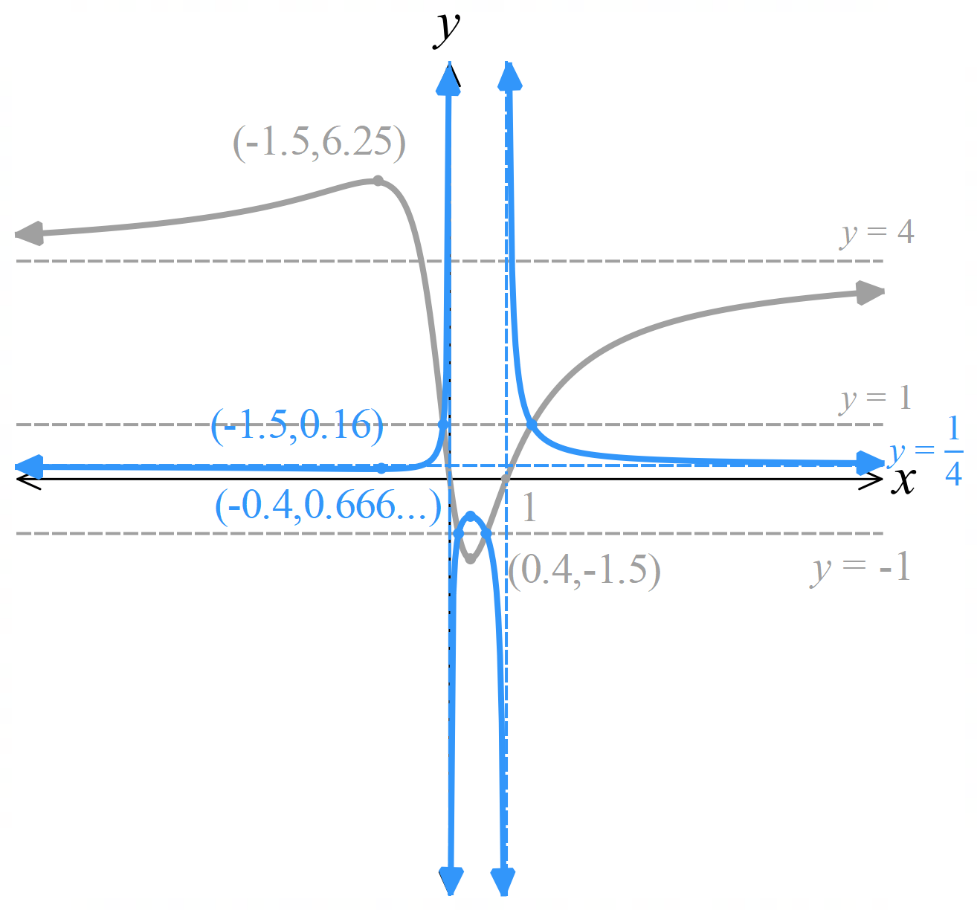 y
(-1.5,6.25)
y = 4
y = 1
(-1.5,0.16)
y = 1/4
x
(-0.4,0.666...)
1
(0.4,-1.5)
y = -1